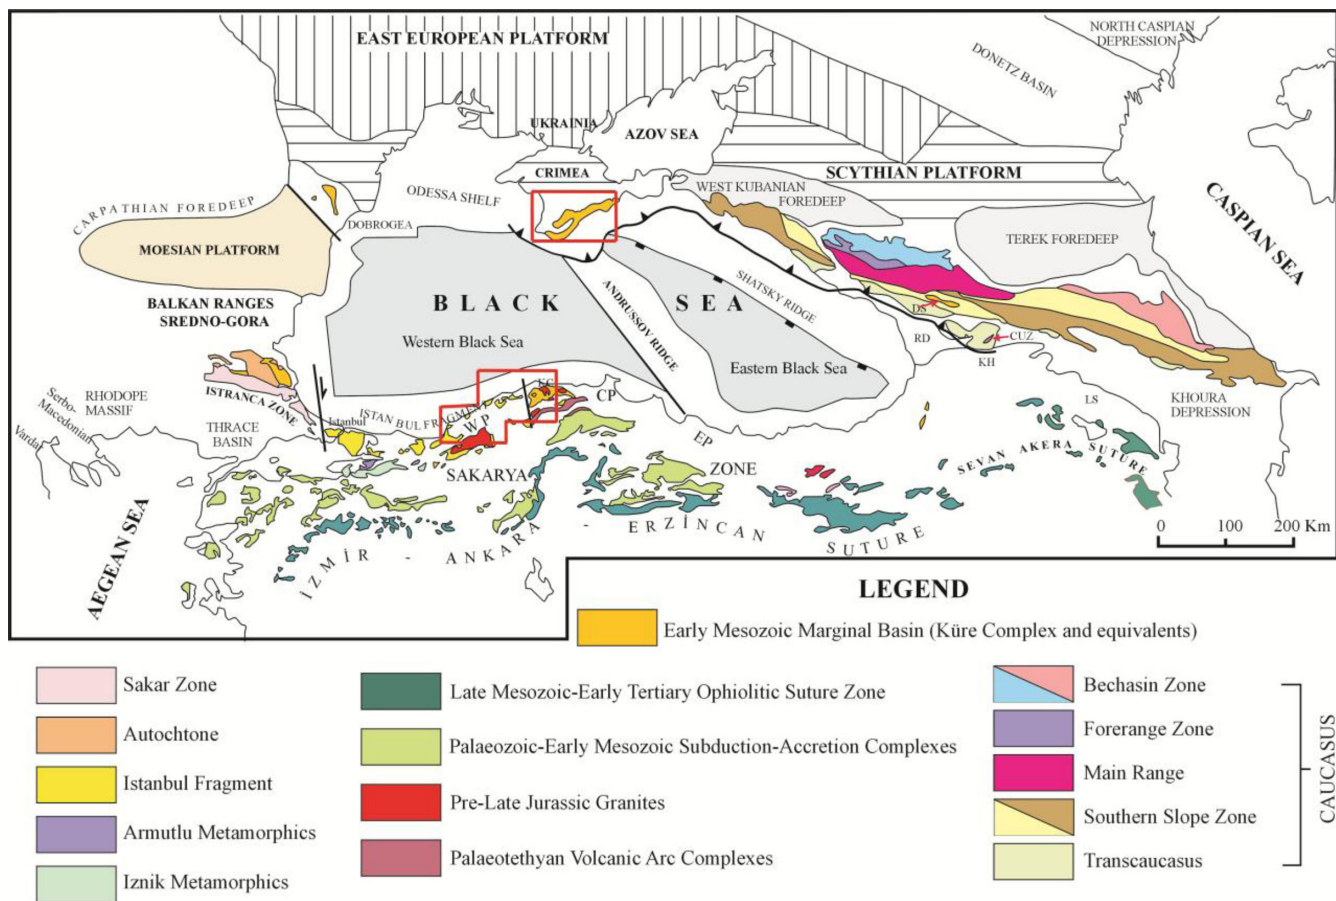 EAST EUROPEAN PLATFORM
NORTH CASPIAN
DEPRESSION
DONETZ BASIN
UKRAINIA
AZOV SEA
CRIMEA
SCYTHIAN PLATFORM
ODESSA SHELF
WEST KUBANIAN
FOREDEEP
CARPATHIAN FOREDEEP
DOBROGEA
CASPIAN SEA
MOESIAN PLATFORM
TEREK FOREDEEP
BALKAN RANGES
SREDNO-GORA
BLACK SEA
SHATSKY RIDGE
ANDRUSSOV RIDGE
DS
Western Black Sea
RD
CUZ
KH
Eastern Black Sea
RHODOPE
MASSIF
Serbo-
Macedonian
Vardar
ISTRANCA ZONE
THRACE
BASIN
İstanbul
ISTANBUL FRAGMENT
WP
KC
CP
EP
LS
KHOURA
DEPRESSION
SAKARYA
ZONE
SEVAN AKERA SUTURE
AEGEAN SEA
İZMİR - ANKARA - ERZİNCAN SUTURE
0 100 200 Km
LEGEND
Early Mesozoic Marginal Basin (Küre Complex and equivalents)
Sakar Zone
Autochtone
Istanbul Fragment
Armutlu Metamorphics
Iznik Metamorphics
Late Mesozoic-Early Tertiary Ophiolitic Suture Zone
Palaeozoic-Early Mesozoic Subduction-Accretion Complexes
Pre-Late Jurassic Granites
Palaeotethyan Volcanic Arc Complexes
Bechasin Zone
Forerange Zone
Main Range
Southern Slope Zone
Transcaucasus
CAUCASUS